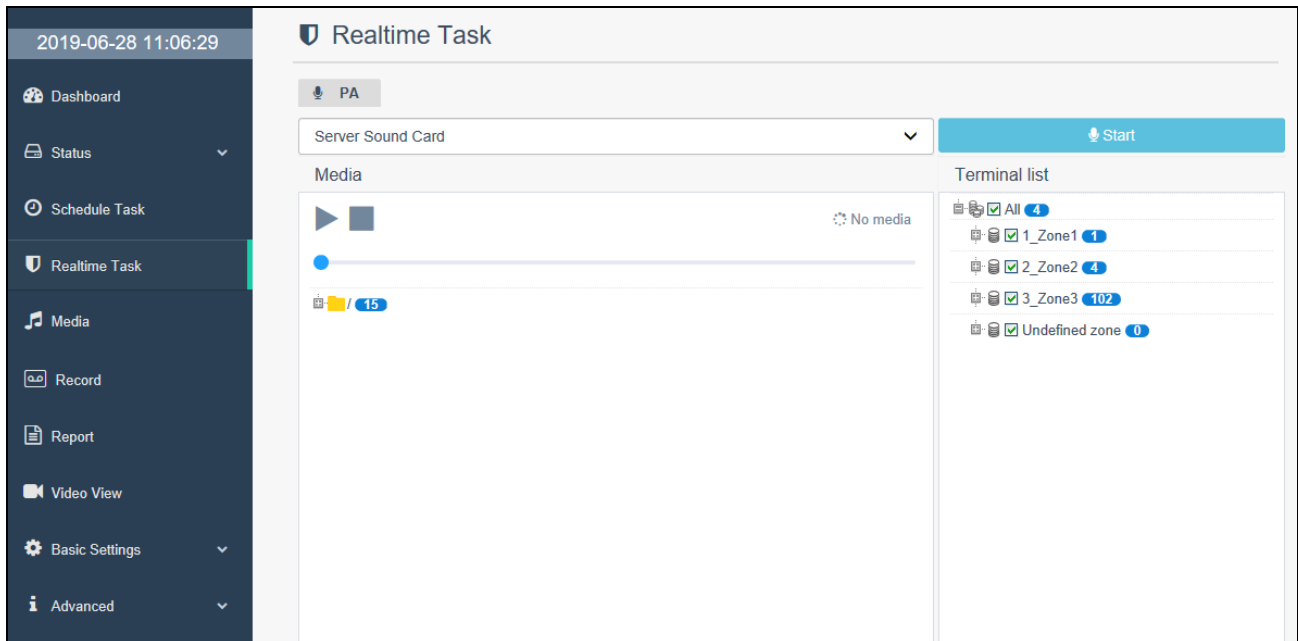 2019-06-28 11:06:29
Dashboard
Status
Schedule Task
Realtime Task
Media
Record
Report
Video View
Basic Settings
Advanced
Realtime Task
PA
Server Sound Card
Start
Media
No media
/ 15
Terminal list
All 4
1_Zone1 1
2_Zone2 4
3_Zone3 102
Undefined zone 0